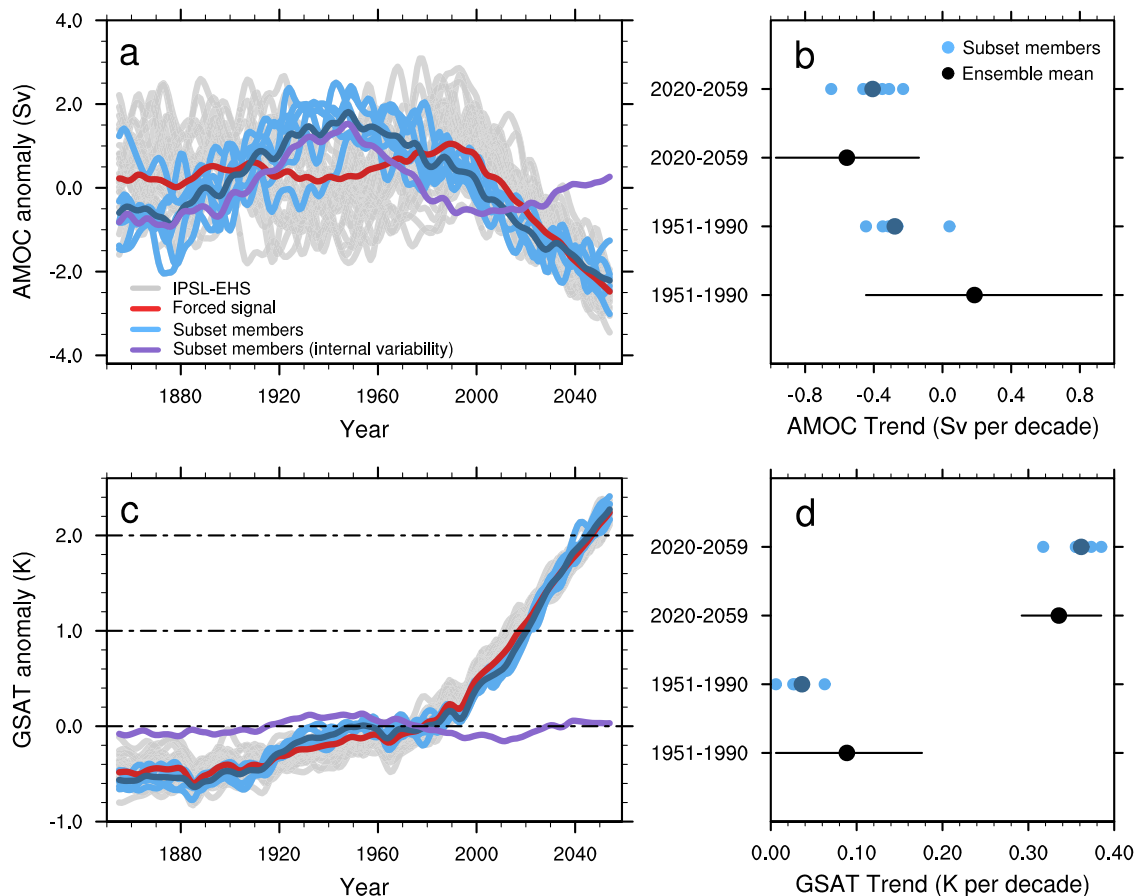 a
AMOC anomaly (Sv)
4.0
2.0
0.0
-2.0
-4.0
IPSL-EHS
Forced signal
Subset members
Subset members (internal variability)
1880
1920
1960
2000
2040
Year
b
Subset members
Ensemble mean
2020-2059
2020-2059
1951-1990
1951-1990
-0.8
-0.4
0.0
0.4
0.8
AMOC Trend (Sv per decade)
c
GSAT anomaly (K)
2.0
1.0
0.0
-1.0
1880
1920
1960
2000
2040
Year
d
2020-2059
2020-2059
1951-1990
1951-1990
0.00
0.10
0.20
0.30
0.40
GSAT Trend (K per decade)